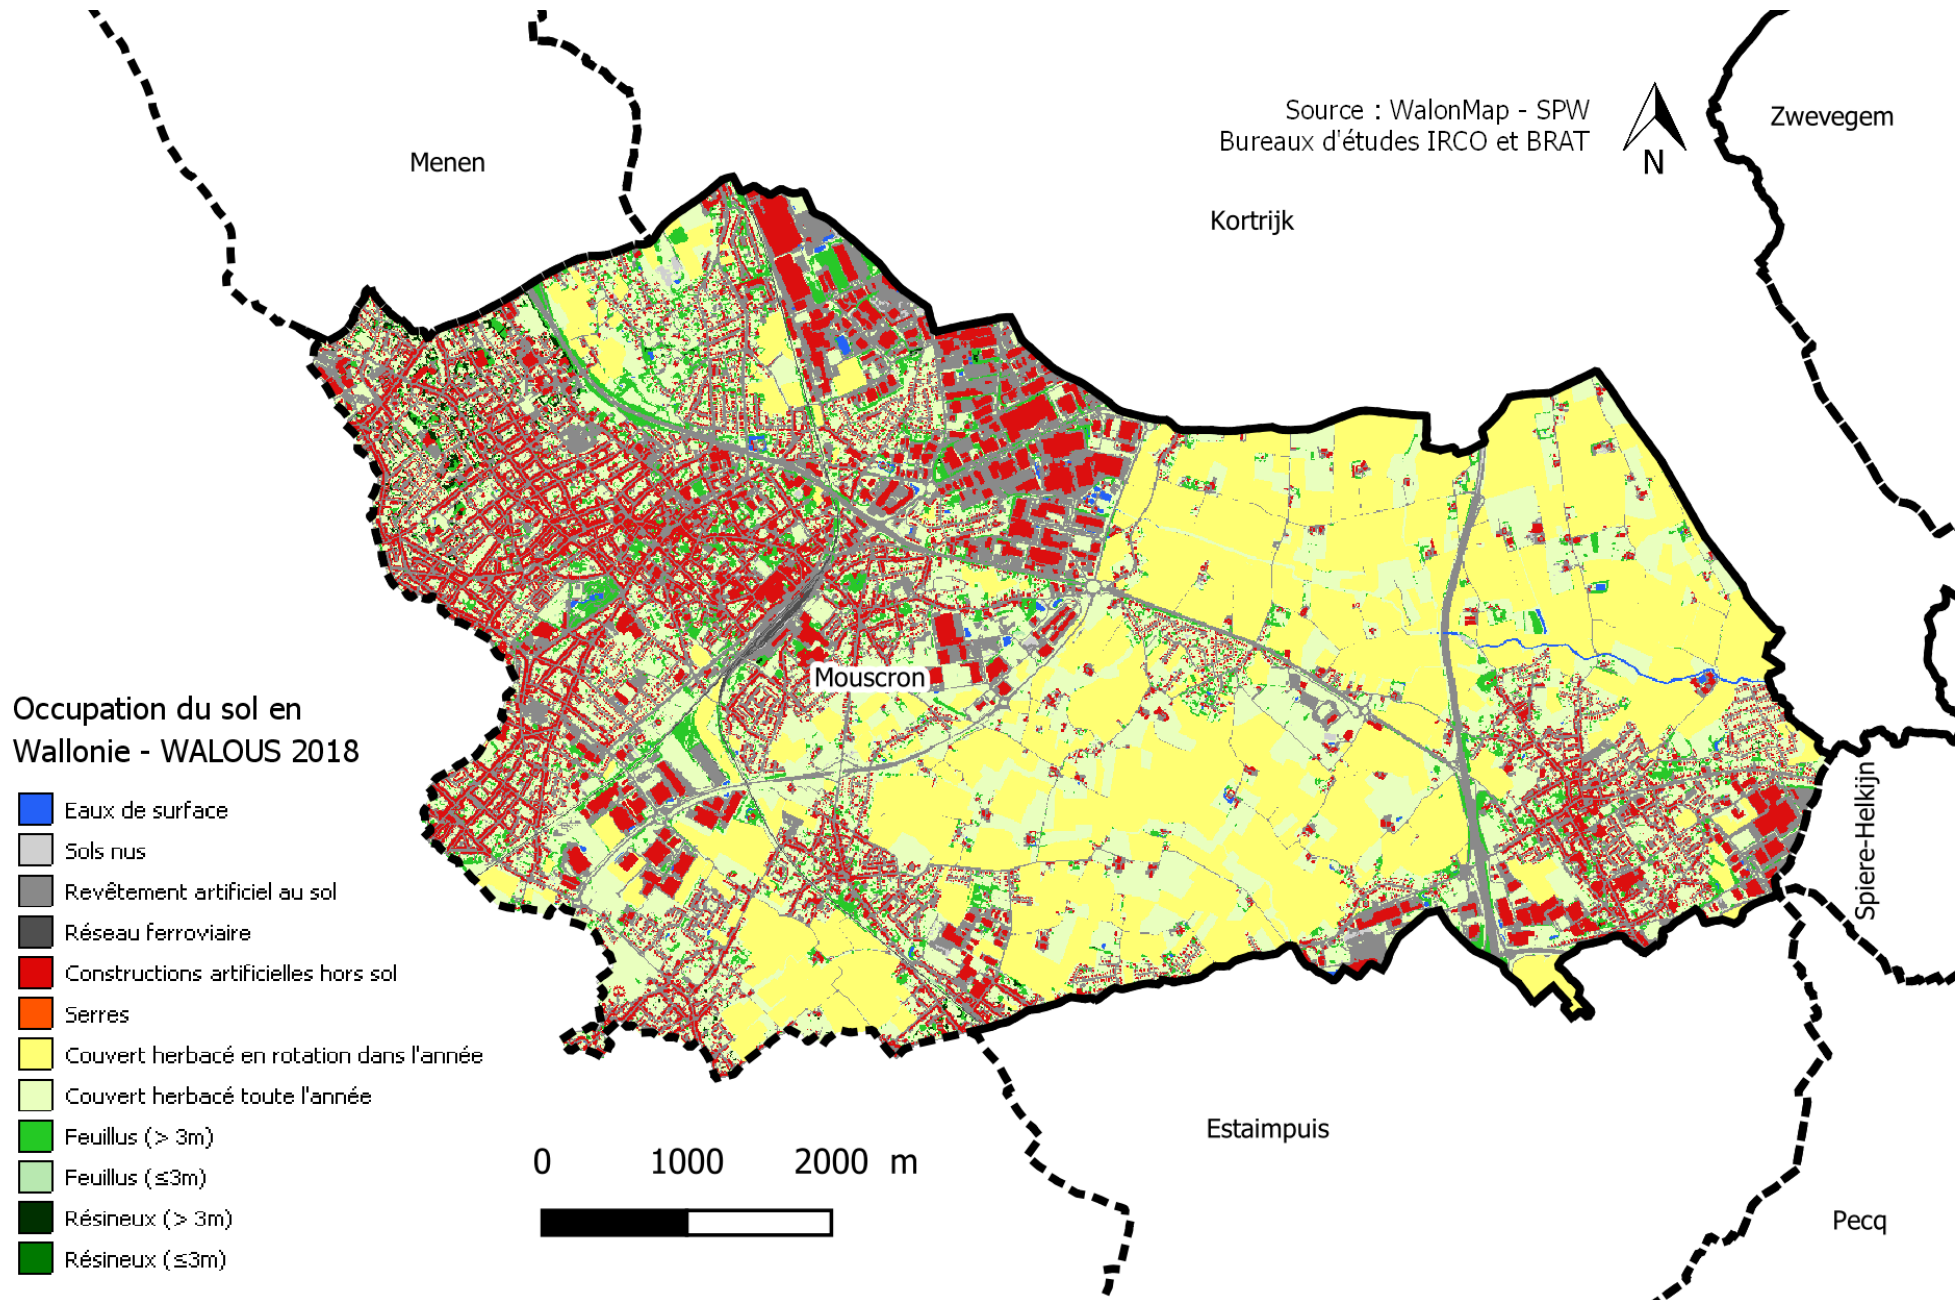 Source : WalonMap - SPW
Bureaux d'études IRCO et BRAT
N
Zwevegem
Menen
Kortrijk
Mouscron
Spiere-Helkijn
Estaimpuis
Pecq
Occupation du sol en
Wallonie - WALOUS 2018
Eaux de surface
Sols nus
Revêtement artificiel au sol
Réseau ferroviaire
Constructions artificielles hors sol
Serres
Couvert herbacé en rotation dans l'année
Couvert herbacé toute l'année
Feuillus (> 3m)
Feuillus (≤3m)
Résineux (> 3m)
Résineux (≤3m)
0 1000 2000 m